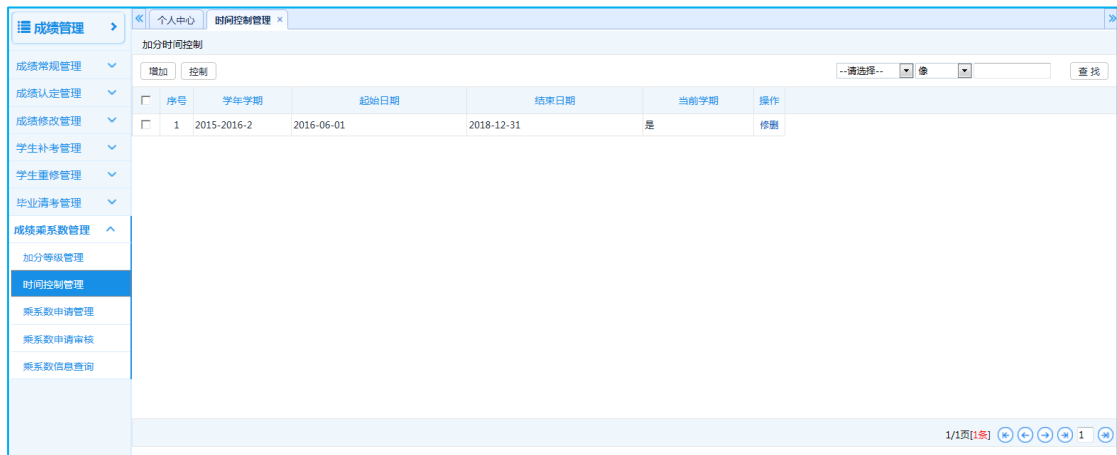 成绩管理
成绩常规管理
成绩认定管理
成绩修改管理
学生补考管理
学生重修管理
毕业清考管理
成绩乘系数管理
加分等级管理
时间控制管理
乘系数申请管理
乘系数申请审核
乘系数信息查询
个人中心 时间控制管理 ×
加分时间控制
增加 控制 --请选择-- 像 查 找
序号 学年学期 起始日期 结束日期 当前学期 操作
1 2015-2016-2 2016-06-01 2018-12-31 是 修删
1/1页[1条] 1